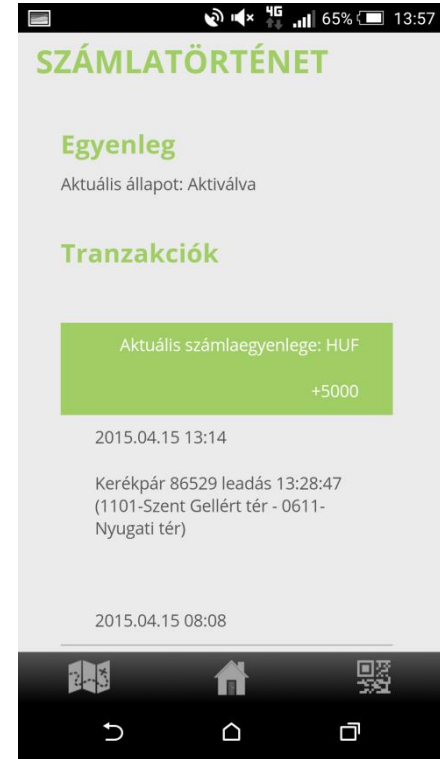 4G 65% 13:57
SZÁMLATÖRTÉNET
Egyenleg
Aktuális állapot: Aktiválva
Tranzakciók
Aktuális számlaegyenlege: HUF
+5000
2015.04.15 13:14
Kerékpár 86529 leadás 13:28:47
(1101-Szent Gellért tér - 0611-
Nyugati tér)
2015.04.15 08:08